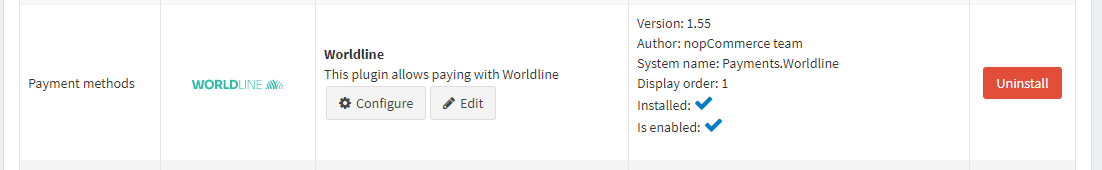 Payment methods
WORLDLINE
Worldline
This plugin allows paying with Worldline
Configure
Edit
Version: 1.55
Author: nopCommerce team
System name: Payments.Worldline
Display order: 1
Installed:
Is enabled:
Uninstall